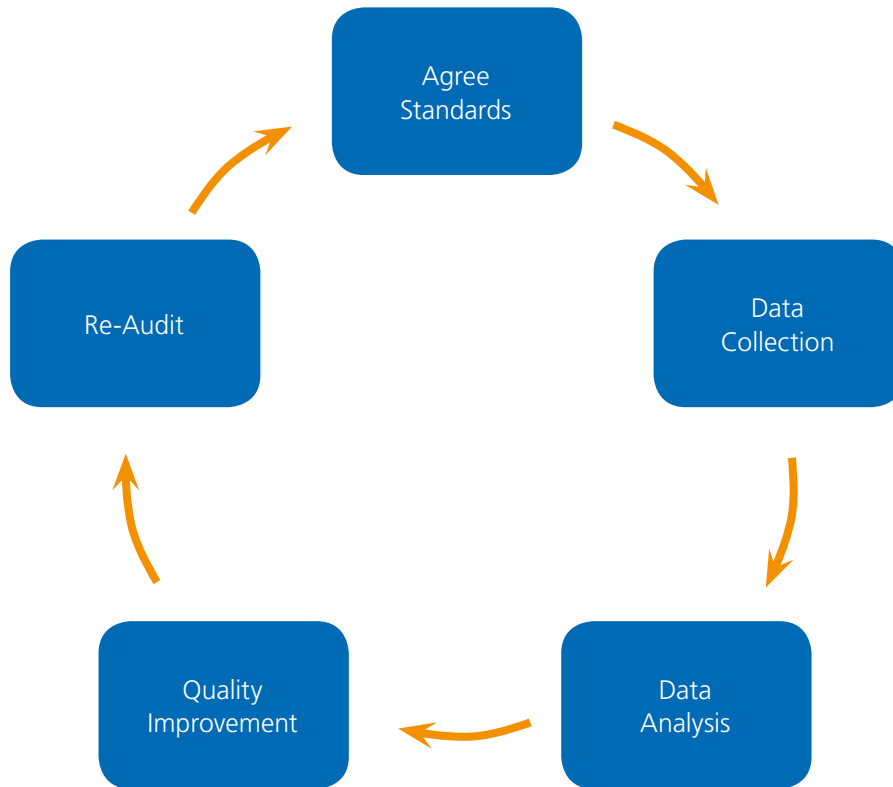 Agree
Standards
Data
Collection
Data
Analysis
Quality
Improvement
Re-Audit